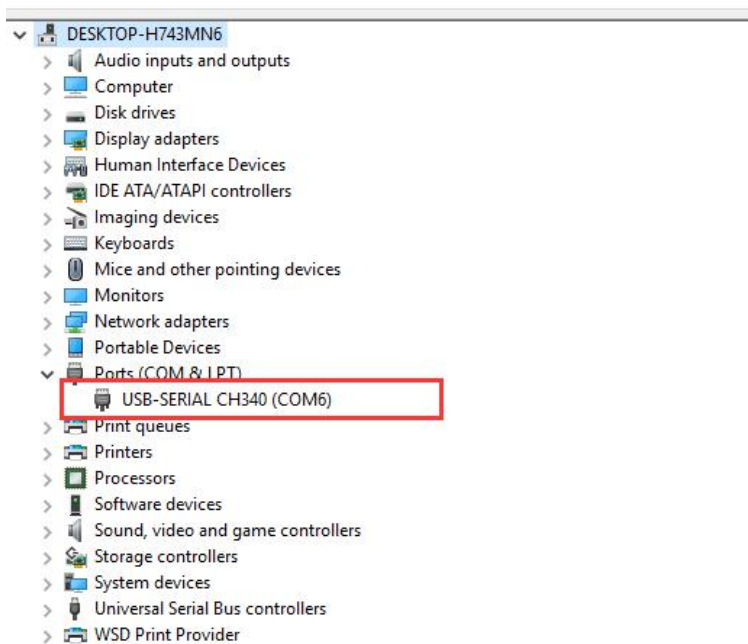 DESKTOP-H743MN6
Audio inputs and outputs
Computer
Disk drives
Display adapters
Human Interface Devices
IDE ATA/ATAPI controllers
Imaging devices
Keyboards
Mice and other pointing devices
Monitors
Network adapters
Portable Devices
Ports (COM & LPT)
USB-SERIAL CH340 (COM6)
Print queues
Printers
Processors
Software devices
Sound, video and game controllers
Storage controllers
System devices
Universal Serial Bus controllers
WSD Print Provider